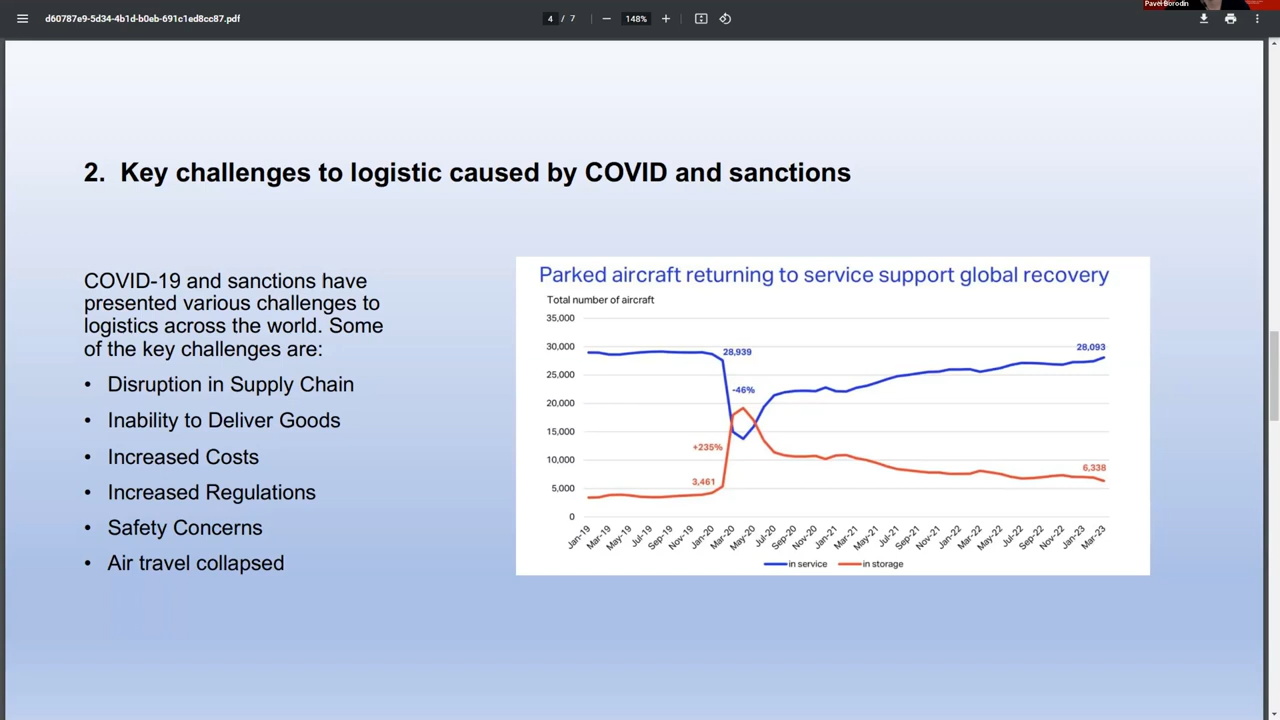 d60787e9-5d34-4b1d-b0eb-691c1ed8cc87.pdf
4 / 7
148%
Pavel Borodin
2. Key challenges to logistic caused by COVID and sanctions
COVID-19 and sanctions have
presented various challenges to
logistics across the world. Some
of the key challenges are:
• Disruption in Supply Chain
• Inability to Deliver Goods
• Increased Costs
• Increased Regulations
• Safety Concerns
• Air travel collapsed
Parked aircraft returning to service support global recovery
Total number of aircraft
35,000
30,000
25,000
20,000
15,000
10,000
5,000
0
28,939
-46%
+235%
3,461
28,093
6,338
Jan-19
Mar-19
May-19
Jul-19
Sep-19
Nov-19
Jan-20
Mar-20
May-20
Jul-20
Sep-20
Nov-20
Jan-21
Mar-21
May-21
Jul-21
Sep-21
Nov-21
Jan-22
Mar-22
May-22
Jul-22
Sep-22
Nov-22
Jan-23
Mar-23
in service
in storage